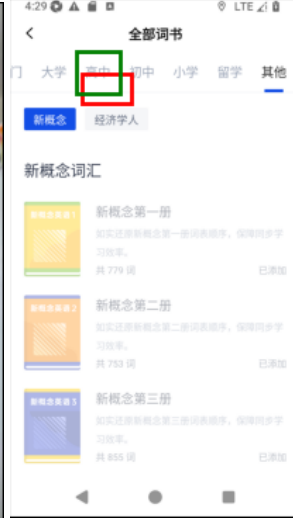 4:29 LTE
全部词书
门 大学 高中 初中 小学 留学 其他
新概念 经济学人
新概念词汇
新概念英语 1
新概念第一册
如实还原新概念第一册词表顺序，保障同步学
习效率。
共 779 词 已添加
新概念英语 2
新概念第二册
如实还原新概念第二册词表顺序，保障同步学
习效率。
共 753 词 已添加
新概念英语 3
新概念第三册
如实还原新概念第三册词表顺序，保障同步学
习效率。
共 855 词 已添加